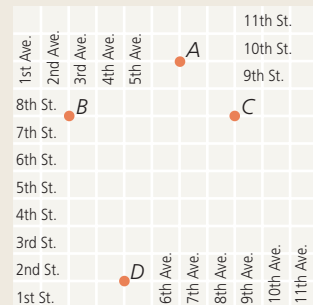 11th St.
10th St.
9th St.
1st Ave.
2nd Ave.
3rd Ave.
4th Ave.
5th Ave.
A
8th St.
B
C
7th St.
6th St.
5th St.
4th St.
3rd St.
2nd St.
D
1st St.
6th Ave.
7th Ave.
8th Ave.
9th Ave.
10th Ave.
11th Ave.